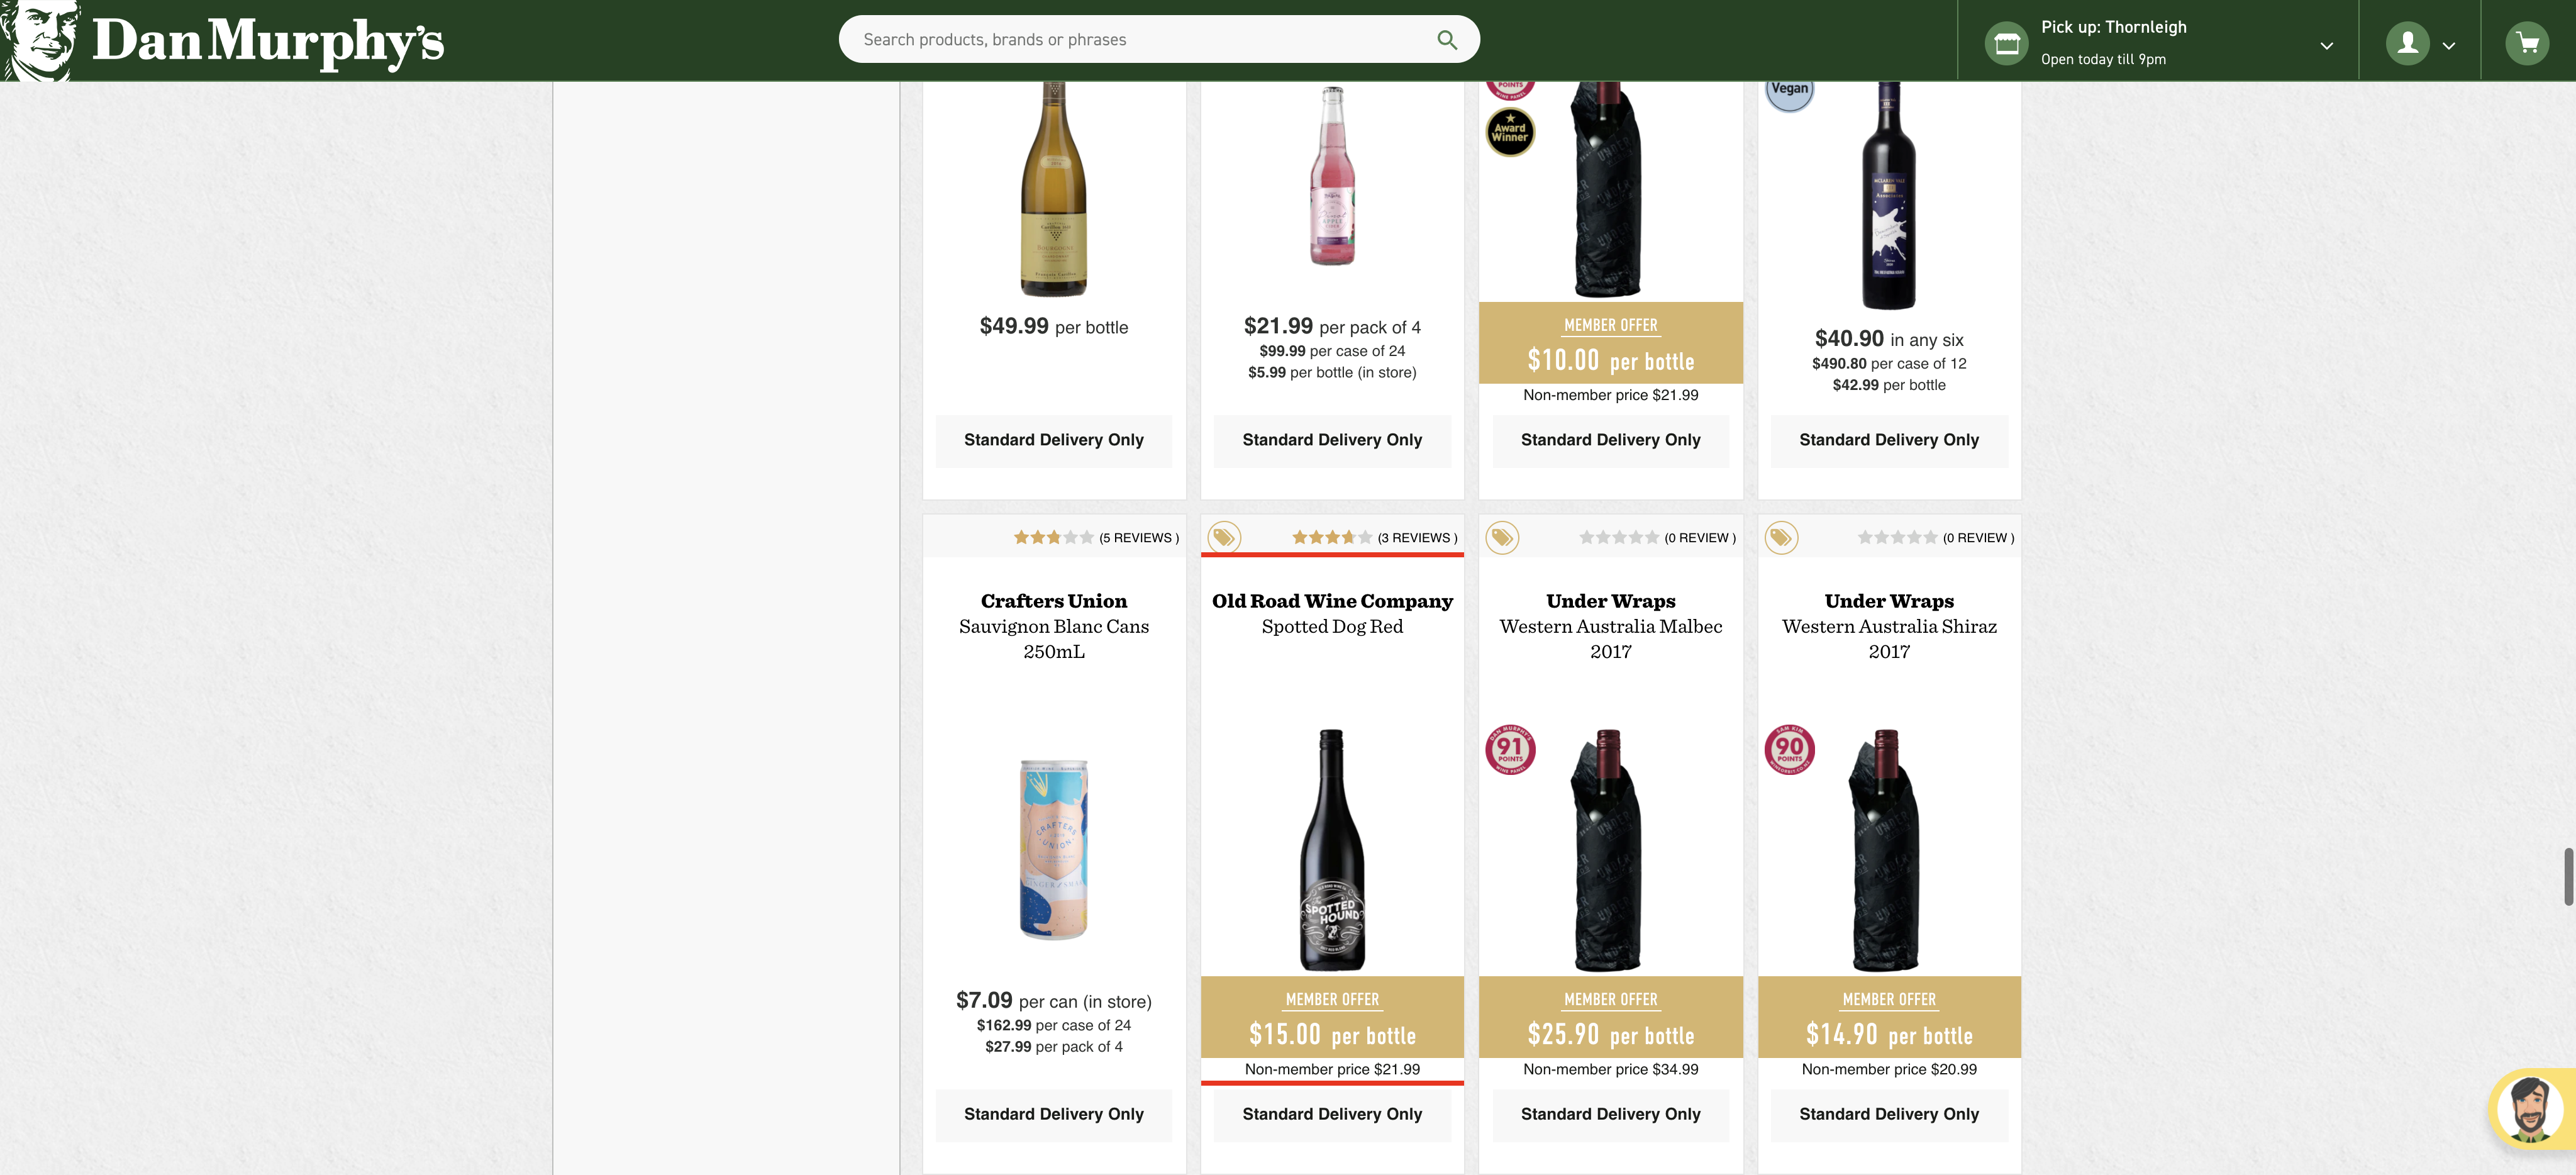 Dan Murphy's
Search products, brands or phrases
Pick up: Thornleigh
Open today till 9pm
POINTS
Award
Winner
Vegan
$49.99 per bottle
Standard Delivery Only
$21.99 per pack of 4
$99.99 per case of 24
$5.99 per bottle (in store)
Standard Delivery Only
MEMBER OFFER
$10.00 per bottle
Non-member price $21.99
Standard Delivery Only
$40.90 in any six
$490.80 per case of 12
$42.99 per bottle
Standard Delivery Only
(5 REVIEWS )
Crafters Union
Sauvignon Blanc Cans
250mL
CRAFTERS
UNION
$7.09 per can (in store)
$162.99 per case of 24
$27.99 per pack of 4
Standard Delivery Only
(3 REVIEWS )
Old Road Wine Company
Spotted Dog Red
SPOTTED
HOUND
MEMBER OFFER
$15.00 per bottle
Non-member price $21.99
Standard Delivery Only
(0 REVIEW )
Under Wraps
Western Australia Malbec
2017
DAN MURPHY'S
91
POINTS
WINE PANEL
MEMBER OFFER
$25.90 per bottle
Non-member price $34.99
Standard Delivery Only
(0 REVIEW )
Under Wraps
Western Australia Shiraz
2017
SAM KIM
90
POINTS
MEMBER OFFER
$14.90 per bottle
Non-member price $20.99
Standard Delivery Only